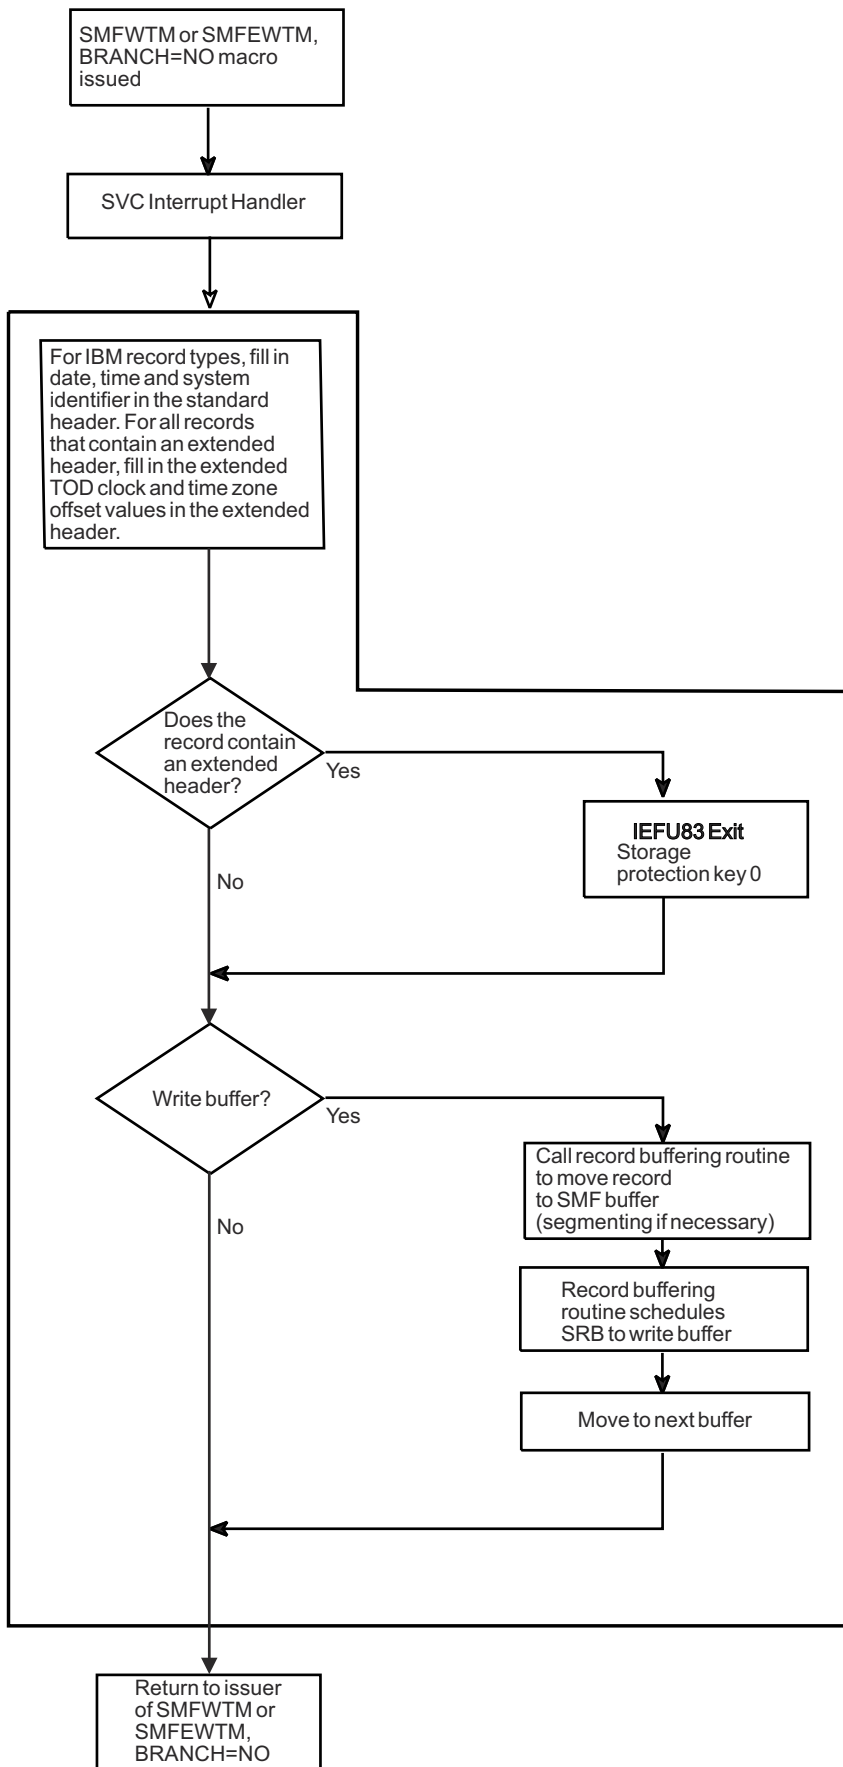 SMFWTM or SMFEWTM,
BRANCH=NO macro
issued
SVC Interrupt Handler
For IBM record types, fill in
date, time and system
identifier in the standard
header. For all records
that contain an extended
header, fill in the extended
TOD clock and time zone
offset values in the extended
header.
Does the
record contain
an extended
header?
Yes
IEFU83 Exit
Storage
protection key 0
No
Write buffer?
Yes
Call record buffering routine
to move record
to SMF buffer
(segmenting if necessary)
No
Record buffering
routine schedules
SRB to write buffer
Move to next buffer
Return to issuer
of SMFWTM or
SMFEWTM,
BRANCH=NO